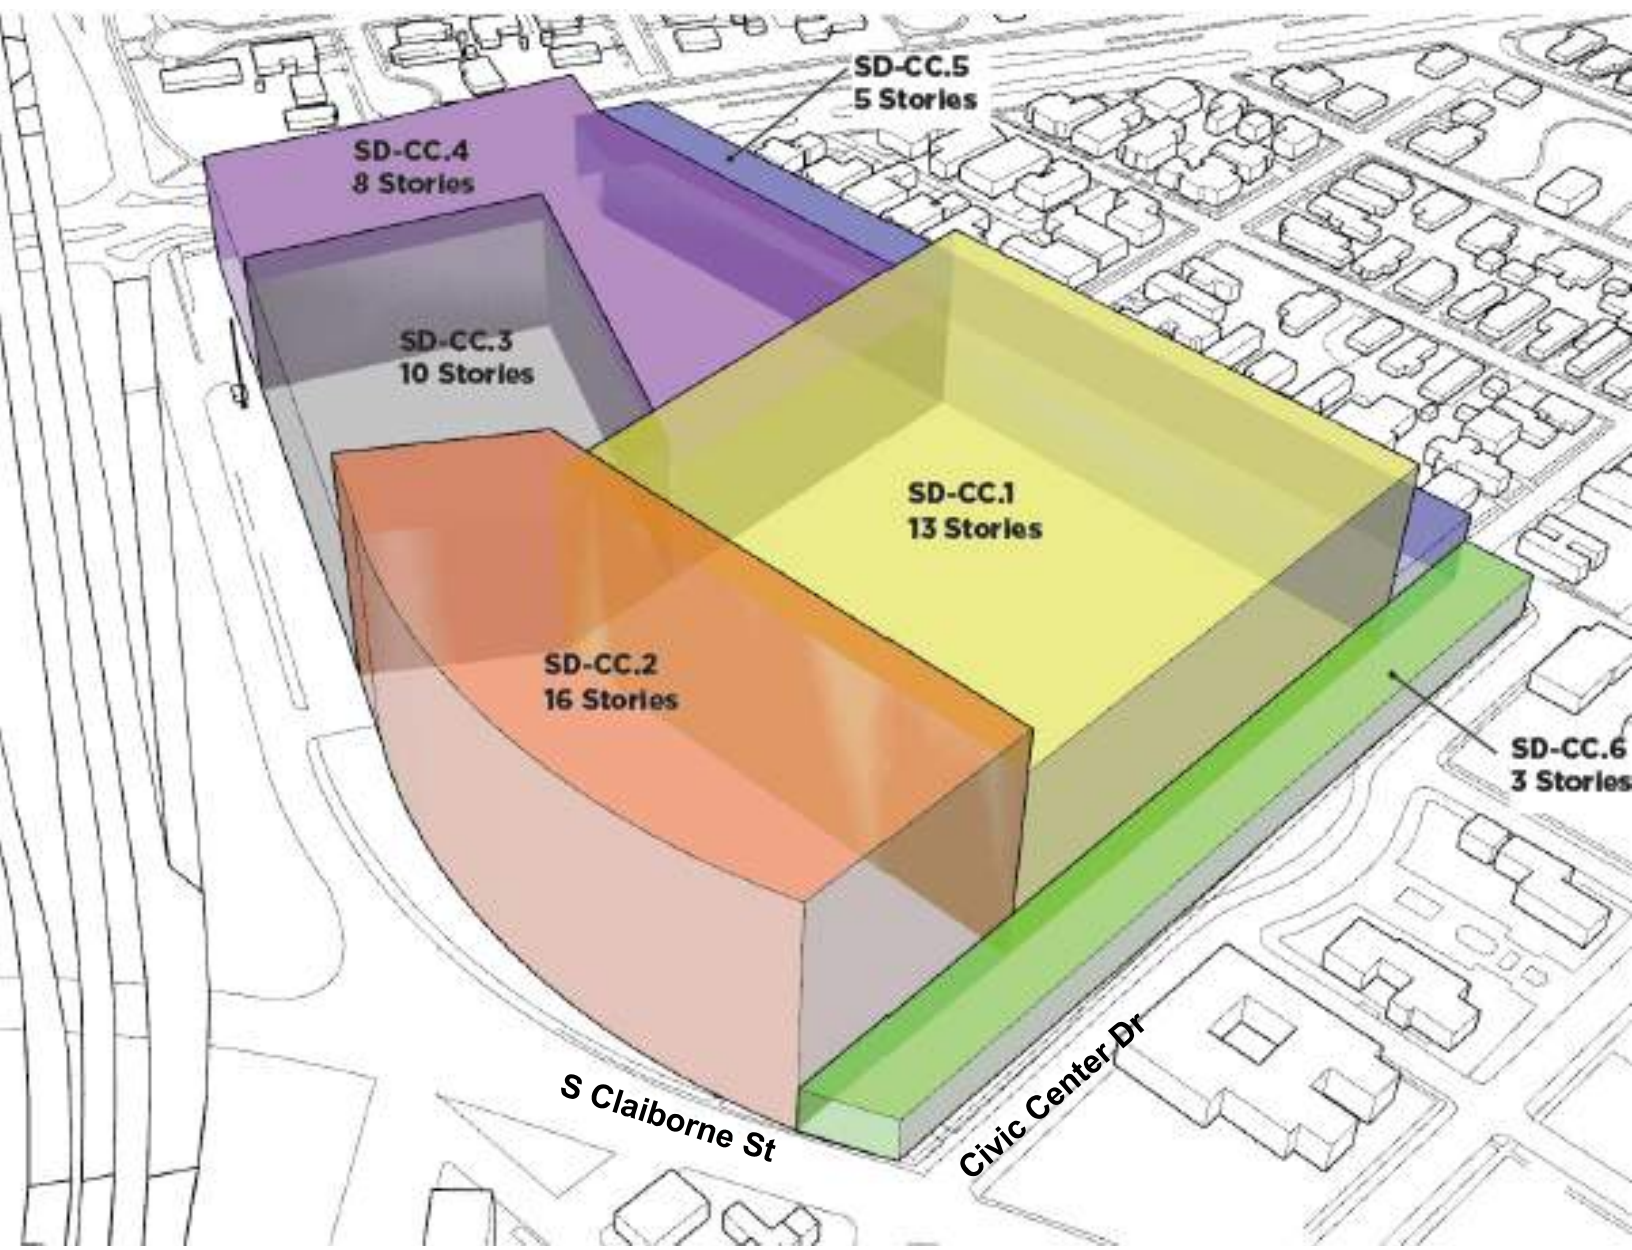 SD-CC.5
5 Stories
SD-CC.4
8 Stories
SD-CC.3
10 Stories
SD-CC.1
13 Stories
SD-CC.2
16 Stories
SD-CC.6
3 Stories
S Claiborne St
Civic Center Dr